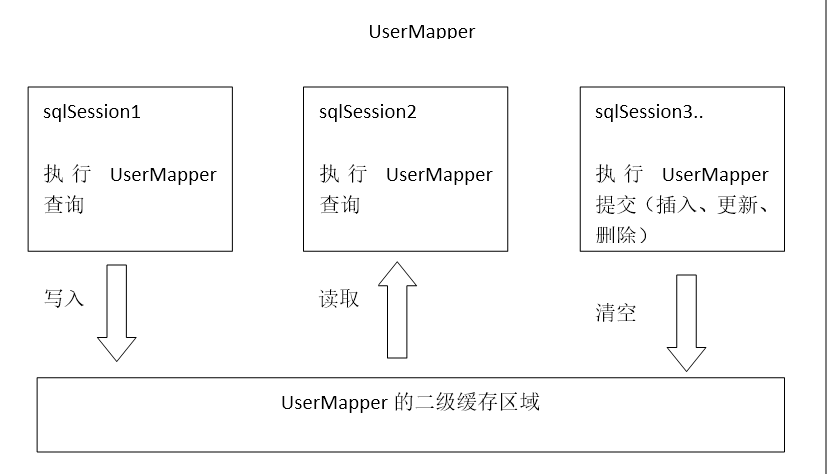 UserMapper
sqlSession1
执行 UserMapper
查询
sqlSession2
执行 UserMapper
查询
sqlSession3..
执行 UserMapper
提交（插入、更新、
删除）
写入
读取
清空
UserMapper 的二级缓存区域